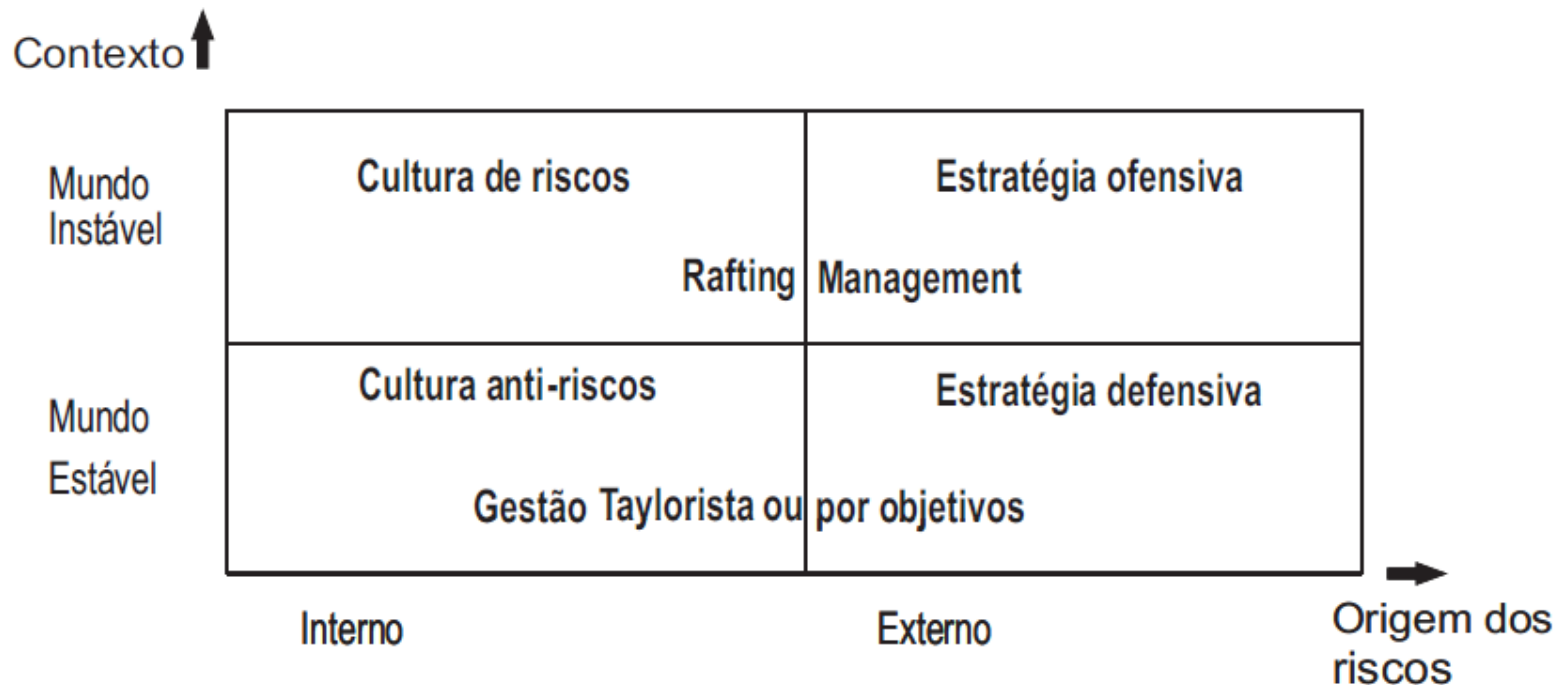 Contexto
Mundo
Instável
Cultura de riscos
Estratégia ofensiva
Rafting Management
Mundo
Estável
Cultura anti-riscos
Estratégia defensiva
Gestão Taylorista ou por objetivos
Interno
Externo
Origem dos
riscos